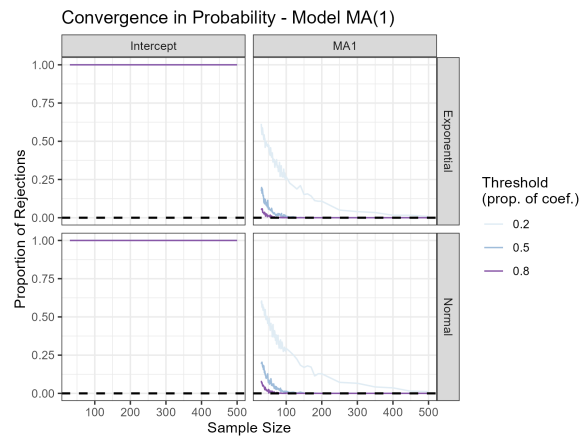 Convergence in Probability - Model MA(1)
Intercept
MA1
1.00
0.75
0.50
0.25
0.00
Exponential
1.00
0.75
0.50
0.25
0.00
Normal
Proportion of Rejections
100 200 300 400 500
100 200 300 400 500
Sample Size
Threshold
(prop. of coef.)
0.2
0.5
0.8